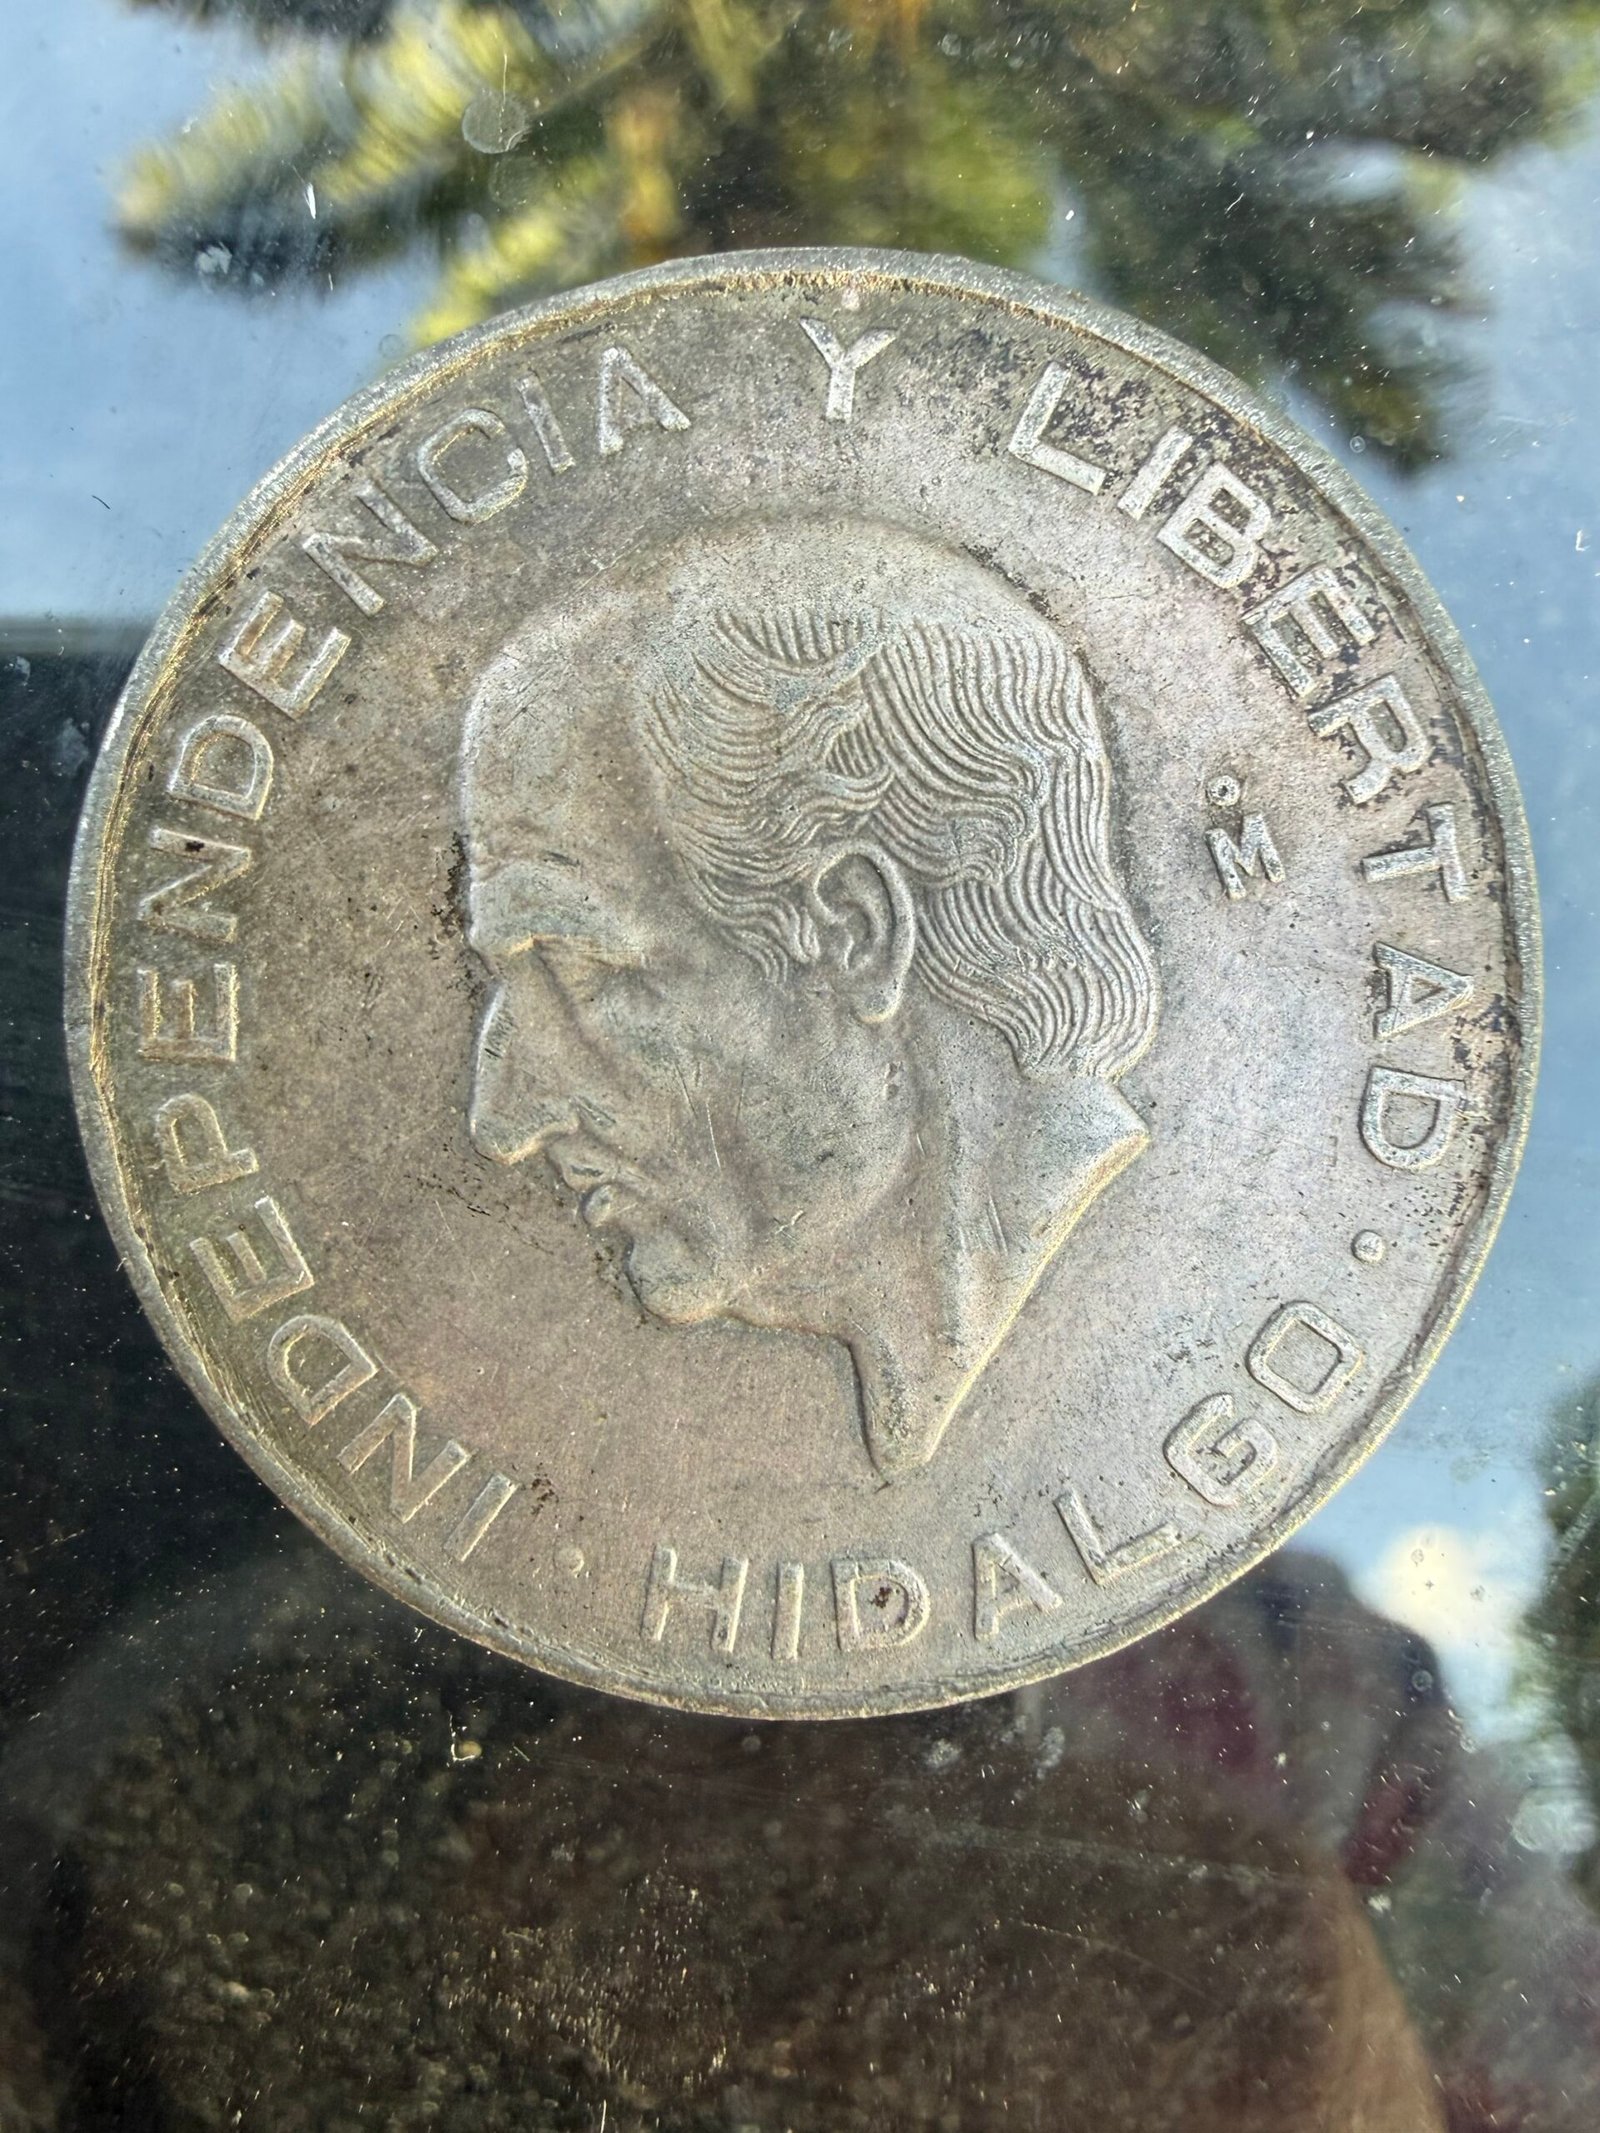 INDEPENDENCIA Y LIBERTAD · HIDALGO ·
M°